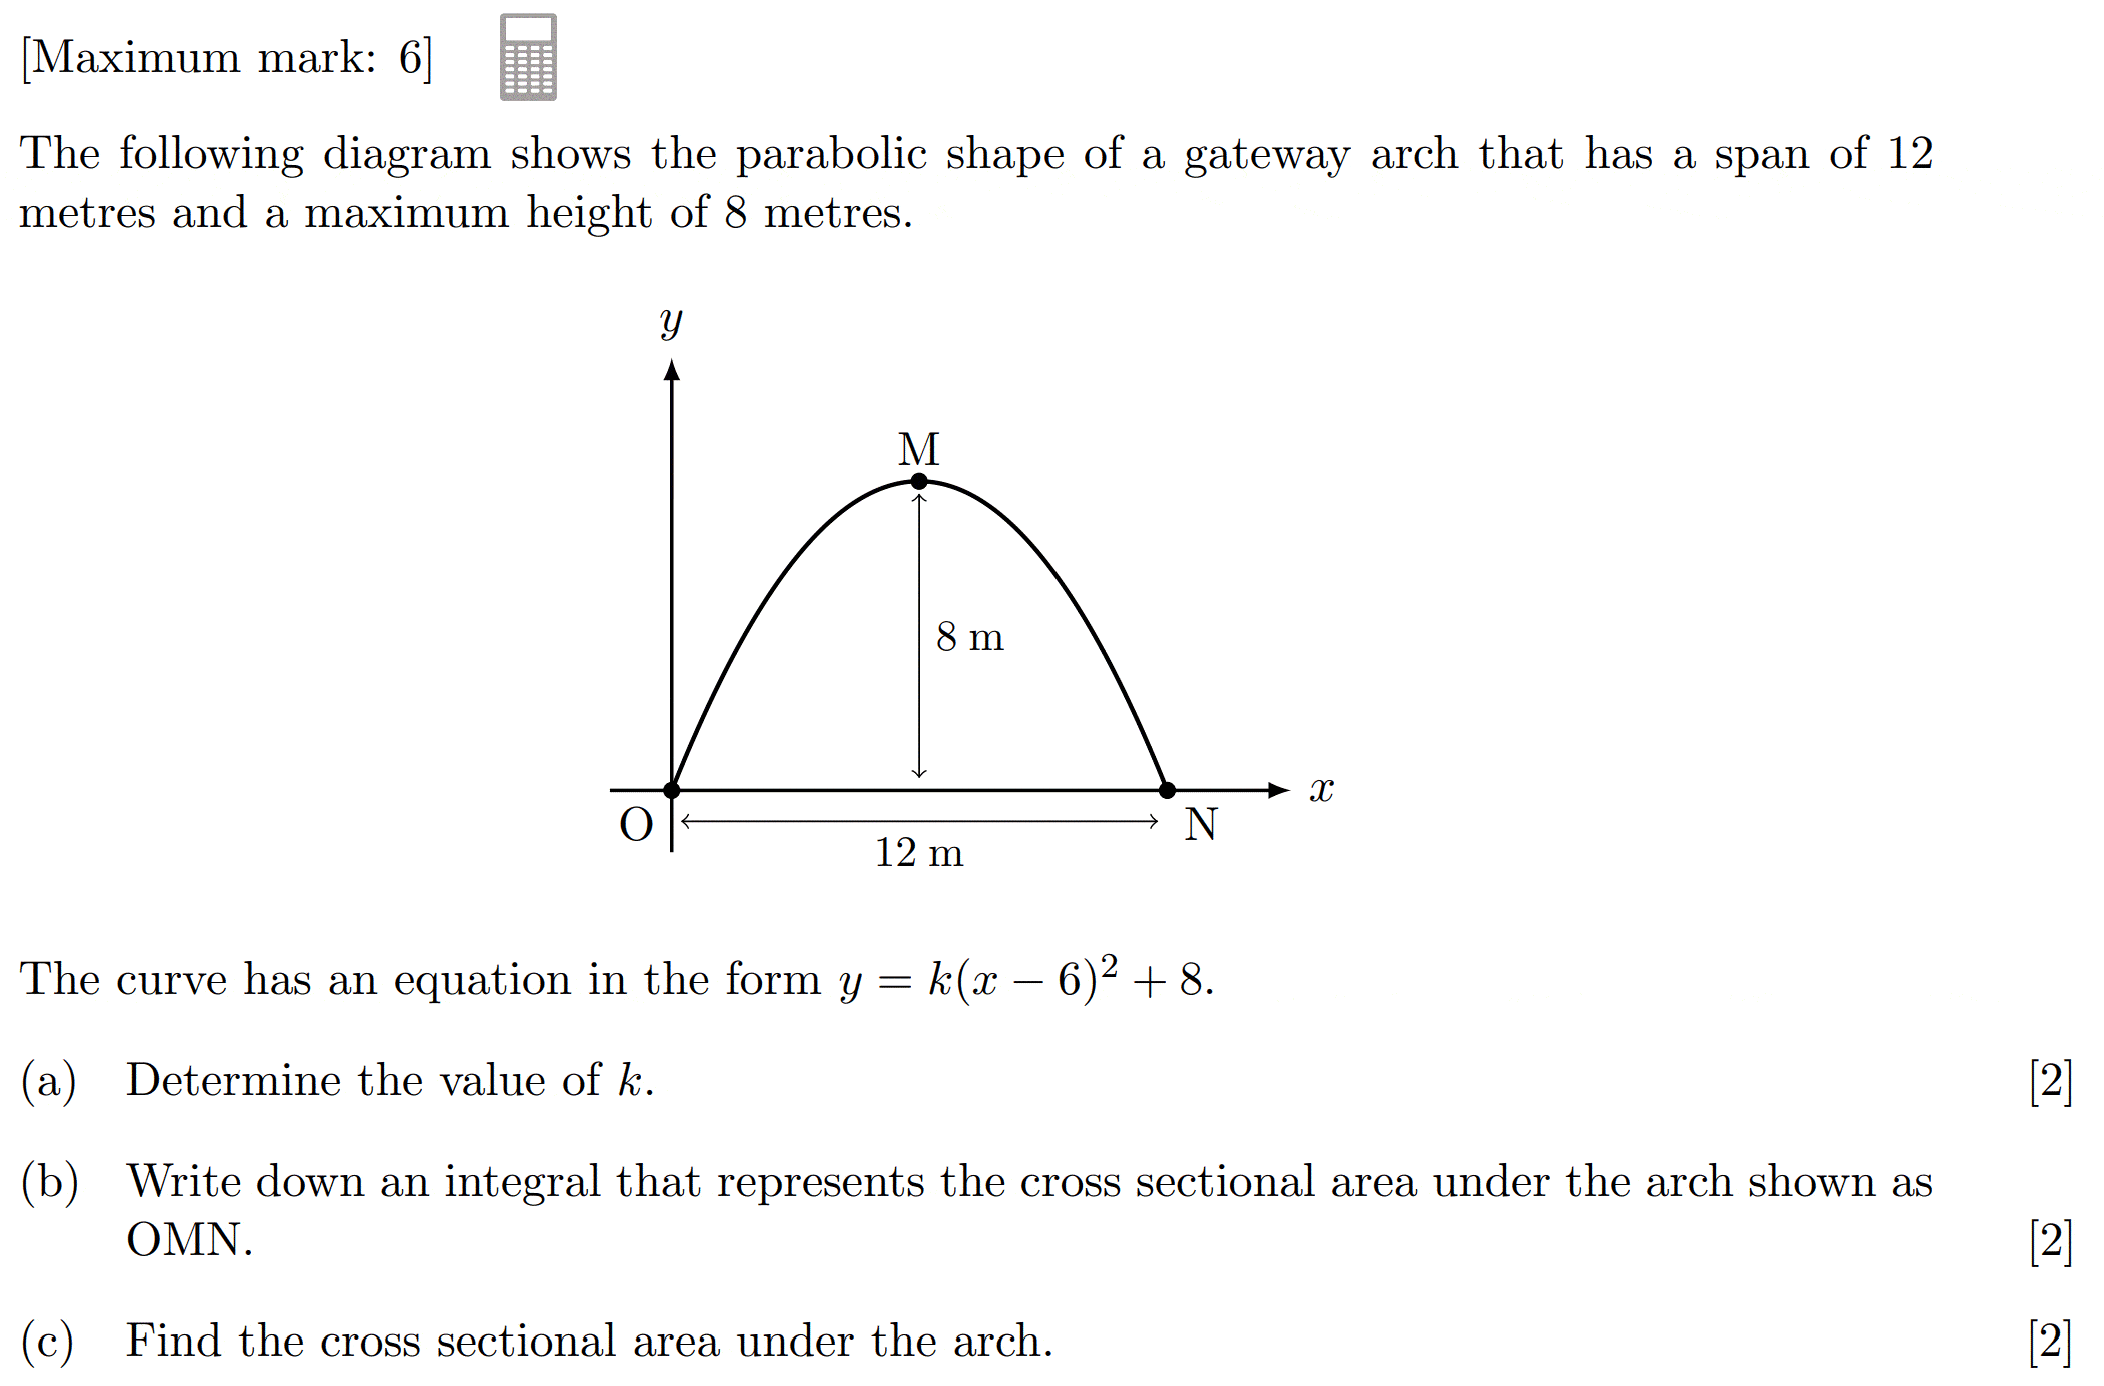 [Maximum mark: 6]
The following diagram shows the parabolic shape of a gateway arch that has a span of 12
metres and a maximum height of 8 metres.
y
M
8 m
x
O
N
12 m
The curve has an equation in the form y = k(x − 6)² + 8.
(a) Determine the value of k. [2]
(b) Write down an integral that represents the cross sectional area under the arch shown as
OMN. [2]
(c) Find the cross sectional area under the arch. [2]